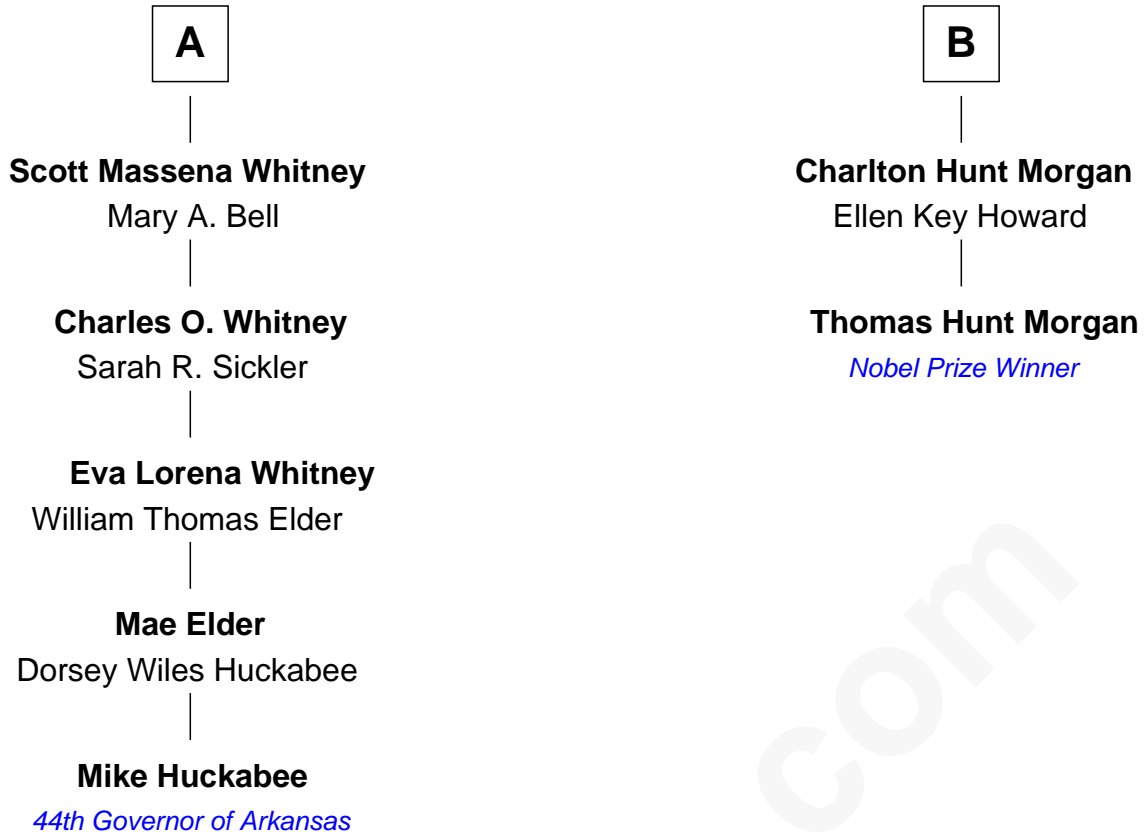 A
Scott Massena Whitney
Mary A. Bell
Charles O. Whitney
Sarah R. Sickler
Eva Lorena Whitney
William Thomas Elder
Mae Elder
Dorsey Wiles Huckabee
Mike Huckabee
44th Governor of Arkansas
B
Charlton Hunt Morgan
Ellen Key Howard
Thomas Hunt Morgan
Nobel Prize Winner
com